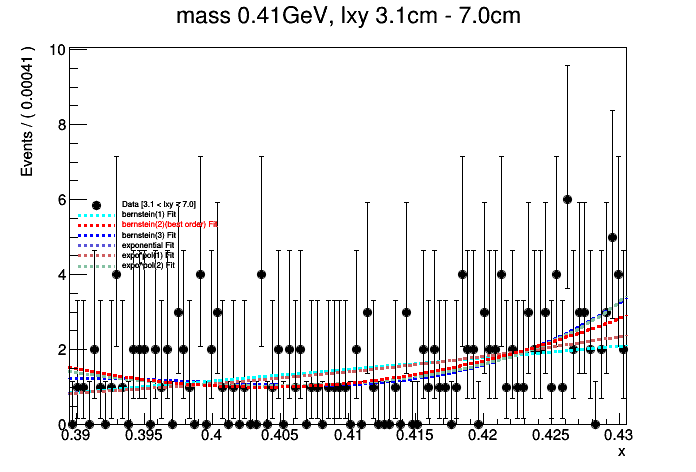 mass 0.41GeV, lxy 3.1cm - 7.0cm
Events / ( 0.00041 )
10
8
6
4
2
0
Data [3.1 < lxy < 7.0]
bernstein(1) Fit
bernstein(2)(best order) Fit
bernstein(3) Fit
exponential Fit
expo*pol(1) Fit
expo*pol(2) Fit
0.39 0.395 0.4 0.405 0.41 0.415 0.42 0.425 0.43
x